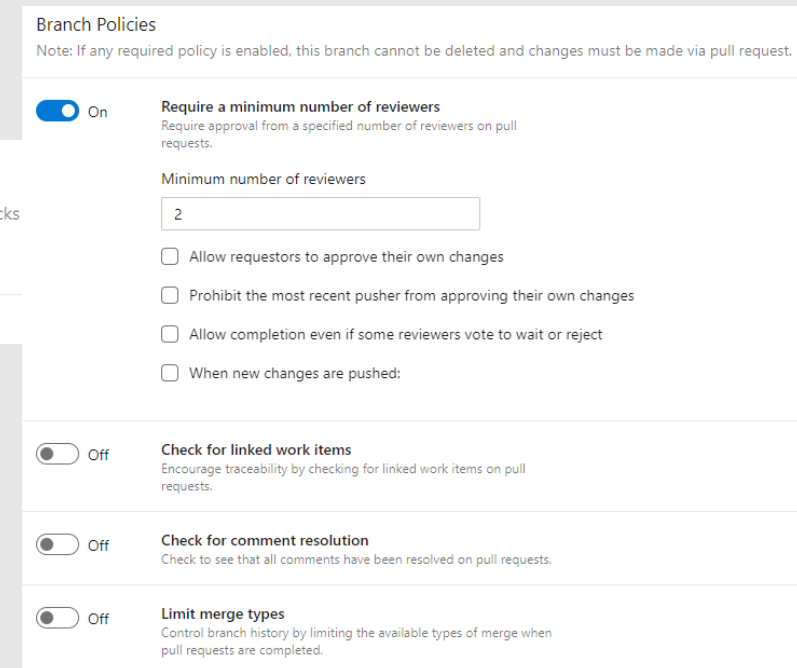 Branch Policies
Note: If any required policy is enabled, this branch cannot be deleted and changes must be made via pull request.
On
Require a minimum number of reviewers
Require approval from a specified number of reviewers on pull
requests.
Minimum number of reviewers
cks
2
Allow requestors to approve their own changes
Prohibit the most recent pusher from approving their own changes
Allow completion even if some reviewers vote to wait or reject
When new changes are pushed:
Off
Check for linked work items
Encourage traceability by checking for linked work items on pull
requests.
Off
Check for comment resolution
Check to see that all comments have been resolved on pull requests.
Off
Limit merge types
Control branch history by limiting the available types of merge when
pull requests are completed.